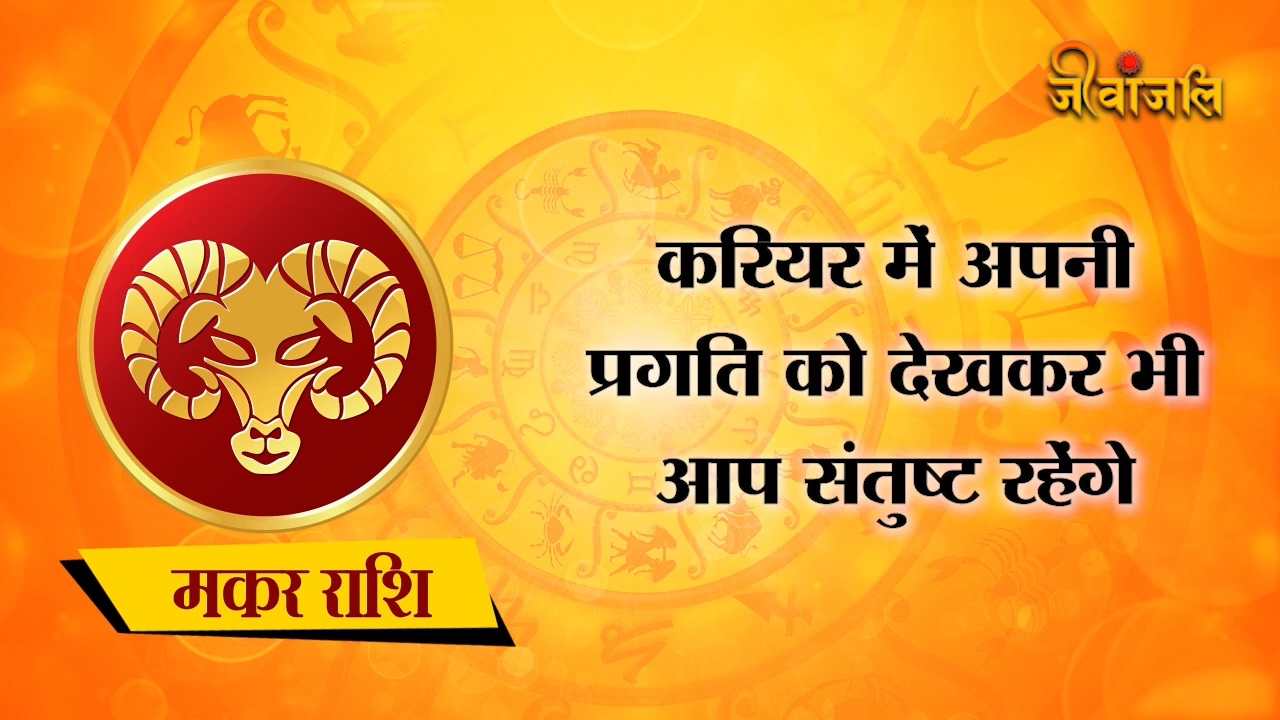 जीवांजलि
करियर में अपनी
प्रगति को देखकर भी
आप संतुष्ट रहेंगे
मकर राशि